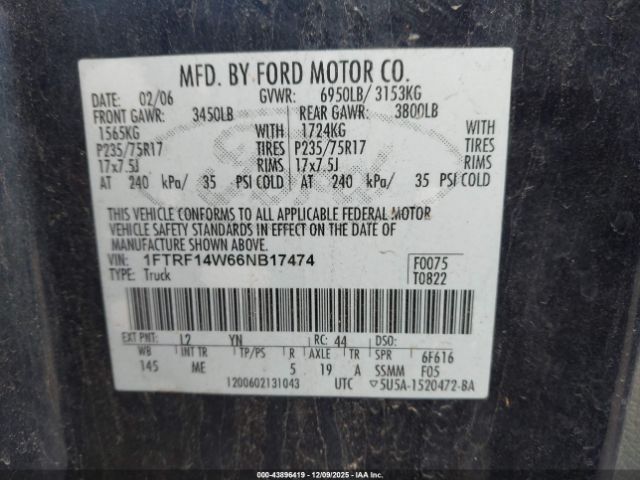 MFD. BY FORD MOTOR CO.
DATE: 02/06 GVWR: 6950LB/ 3153KG
FRONT GAWR: 3450LB REAR GAWR: 3800LB
1565KG WITH 1724KG WITH
P235/75R17 TIRES P235/75R17 TIRES
17x7.5J RIMS 17x7.5J RIMS
AT 240 kPa/ 35 PSI COLD AT 240 kPa/ 35 PSI COLD
THIS VEHICLE CONFORMS TO ALL APPLICABLE FEDERAL MOTOR
VEHICLE SAFETY STANDARDS IN EFFECT ON THE DATE OF
MANUFACTURE SHOWN ABOVE.
VIN: 1FTRF14W66NB17474 F0075
TYPE: Truck T0822
EXT PNT: L2 YN RC: 44 DSO:
WB INT TR TP/PS R AXLE TR SPR 6F616
145 ME 5 19 A SSMM F05
1200602131043 UTC 5U5A-1520472-BA
000-43896419 - 12/09/2025 - IAAI.com